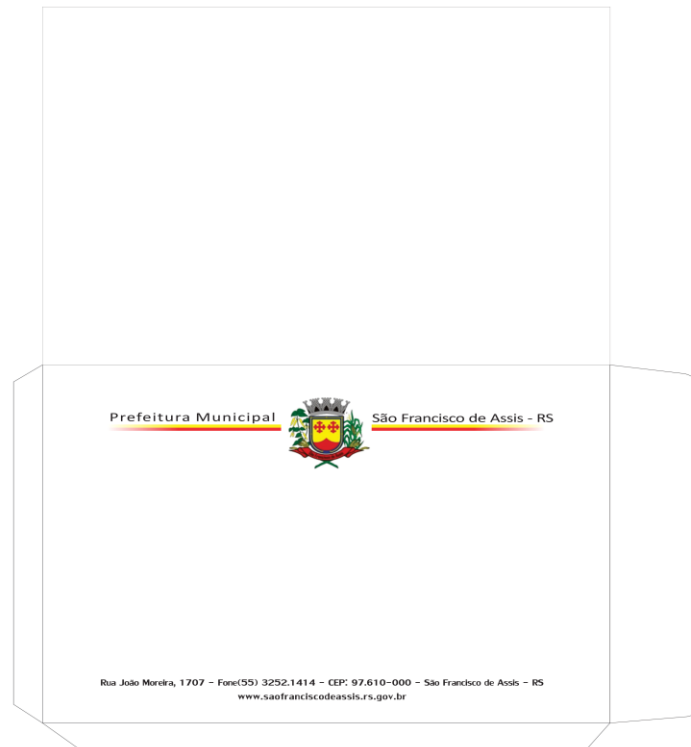 Prefeitura Municipal São Francisco de Assis - RS
Rua João Moreira, 1707 - Fone(55) 3252.1414 - CEP: 97.610-000 - São Francisco de Assis - RS
www.saofranciscodeassis.rs.gov.br